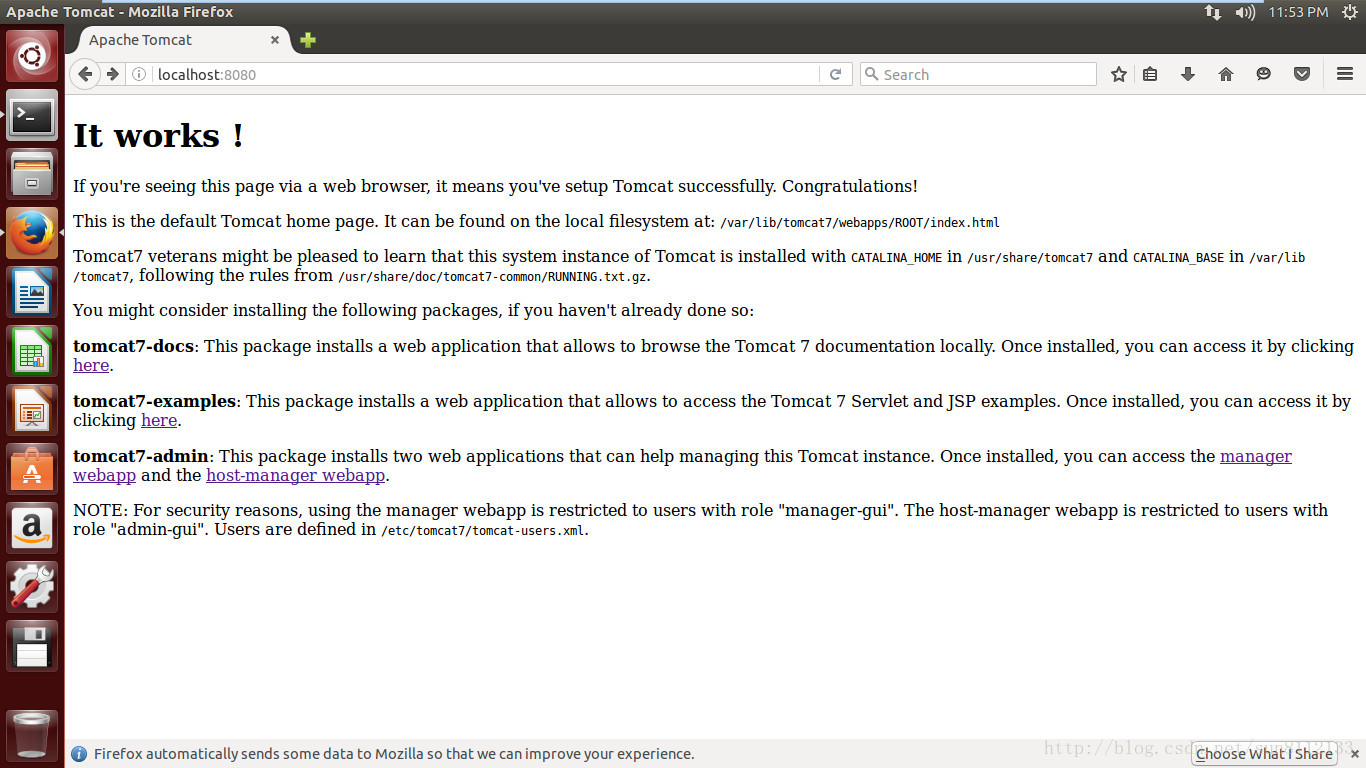 Apache Tomcat - Mozilla Firefox
11:53 PM
Apache Tomcat
localhost:8080
Search
It works !
If you're seeing this page via a web browser, it means you've setup Tomcat successfully. Congratulations!
This is the default Tomcat home page. It can be found on the local filesystem at: /var/lib/tomcat7/webapps/ROOT/index.html
Tomcat7 veterans might be pleased to learn that this system instance of Tomcat is installed with CATALINA_HOME in /usr/share/tomcat7 and CATALINA_BASE in /var/lib
/tomcat7, following the rules from /usr/share/doc/tomcat7-common/RUNNING.txt.gz.
You might consider installing the following packages, if you haven't already done so:
tomcat7-docs: This package installs a web application that allows to browse the Tomcat 7 documentation locally. Once installed, you can access it by clicking
here.
tomcat7-examples: This package installs a web application that allows to access the Tomcat 7 Servlet and JSP examples. Once installed, you can access it by
clicking here.
tomcat7-admin: This package installs two web applications that can help managing this Tomcat instance. Once installed, you can access the manager
webapp and the host-manager webapp.
NOTE: For security reasons, using the manager webapp is restricted to users with role "manager-gui". The host-manager webapp is restricted to users with
role "admin-gui". Users are defined in /etc/tomcat7/tomcat-users.xml.
Firefox automatically sends some data to Mozilla so that we can improve your experience.
Choose What I Share